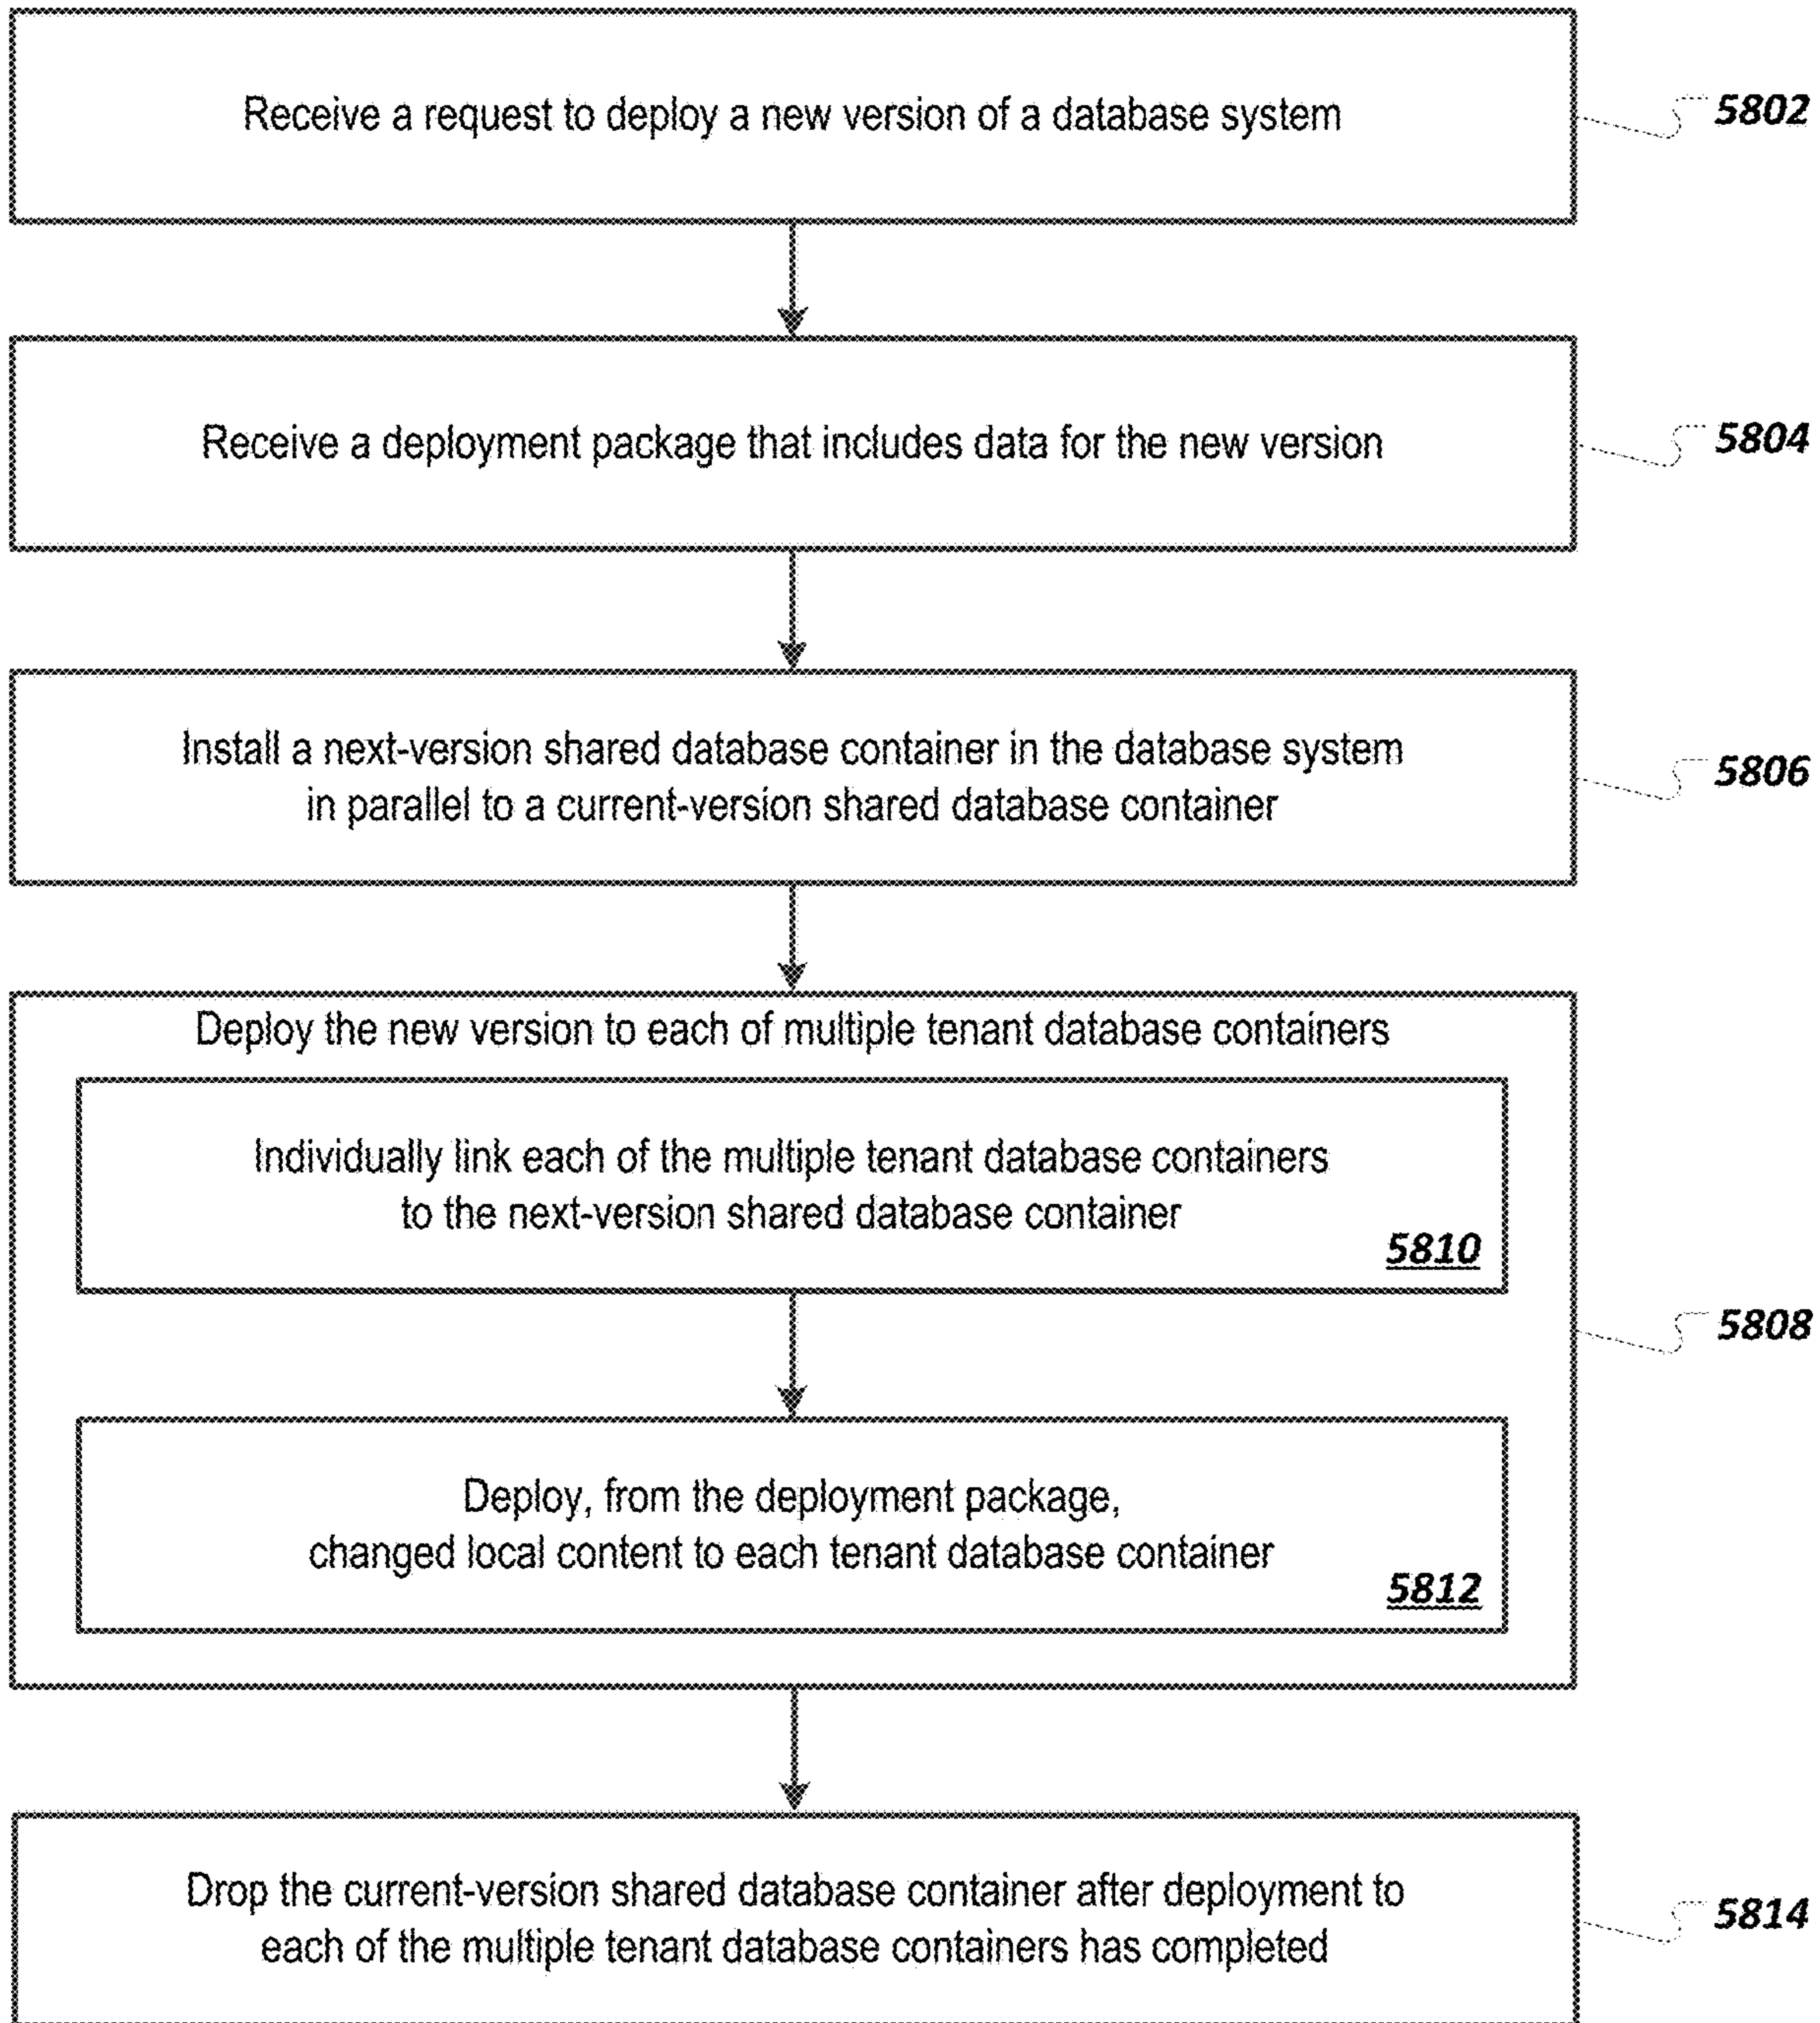 Receive a request to deploy a new version of a database system
5802
Receive a deployment package that includes data for the new version
5804
Install a next-version shared database container in the database system
in parallel to a current-version shared database container
5806
Deploy the new version to each of multiple tenant database containers
Individually link each of the multiple tenant database containers
to the next-version shared database container
5810
5808
Deploy, from the deployment package,
changed local content to each tenant database container
5812
Drop the current-version shared database container after deployment to
each of the multiple tenant database containers has completed
5814